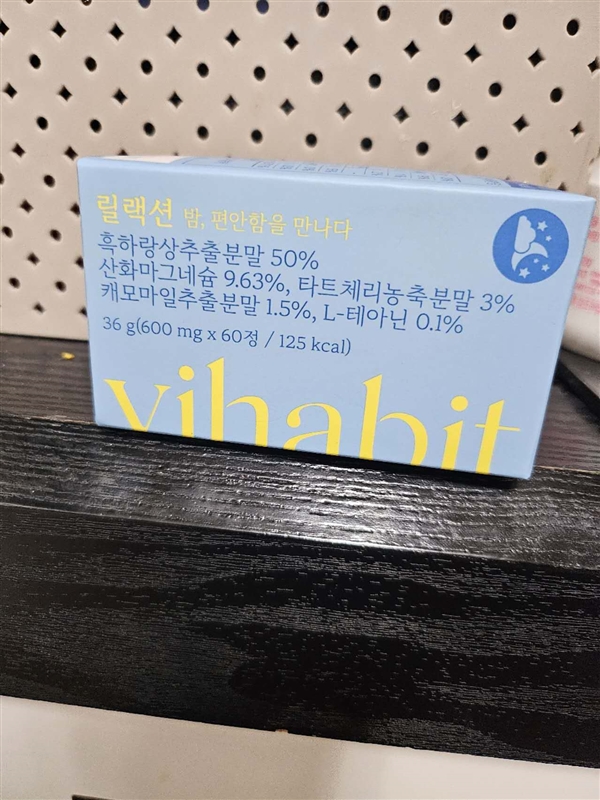 릴랙션 밤, 편안함을 만나다
흑하랑상추출분말 50%
산화마그네슘 9.63%, 타트체리농축분말 3%
캐모마일추출분말 1.5%, L-테아닌 0.1%
36 g(600 mg x 60정 / 125 kcal)
vihabit